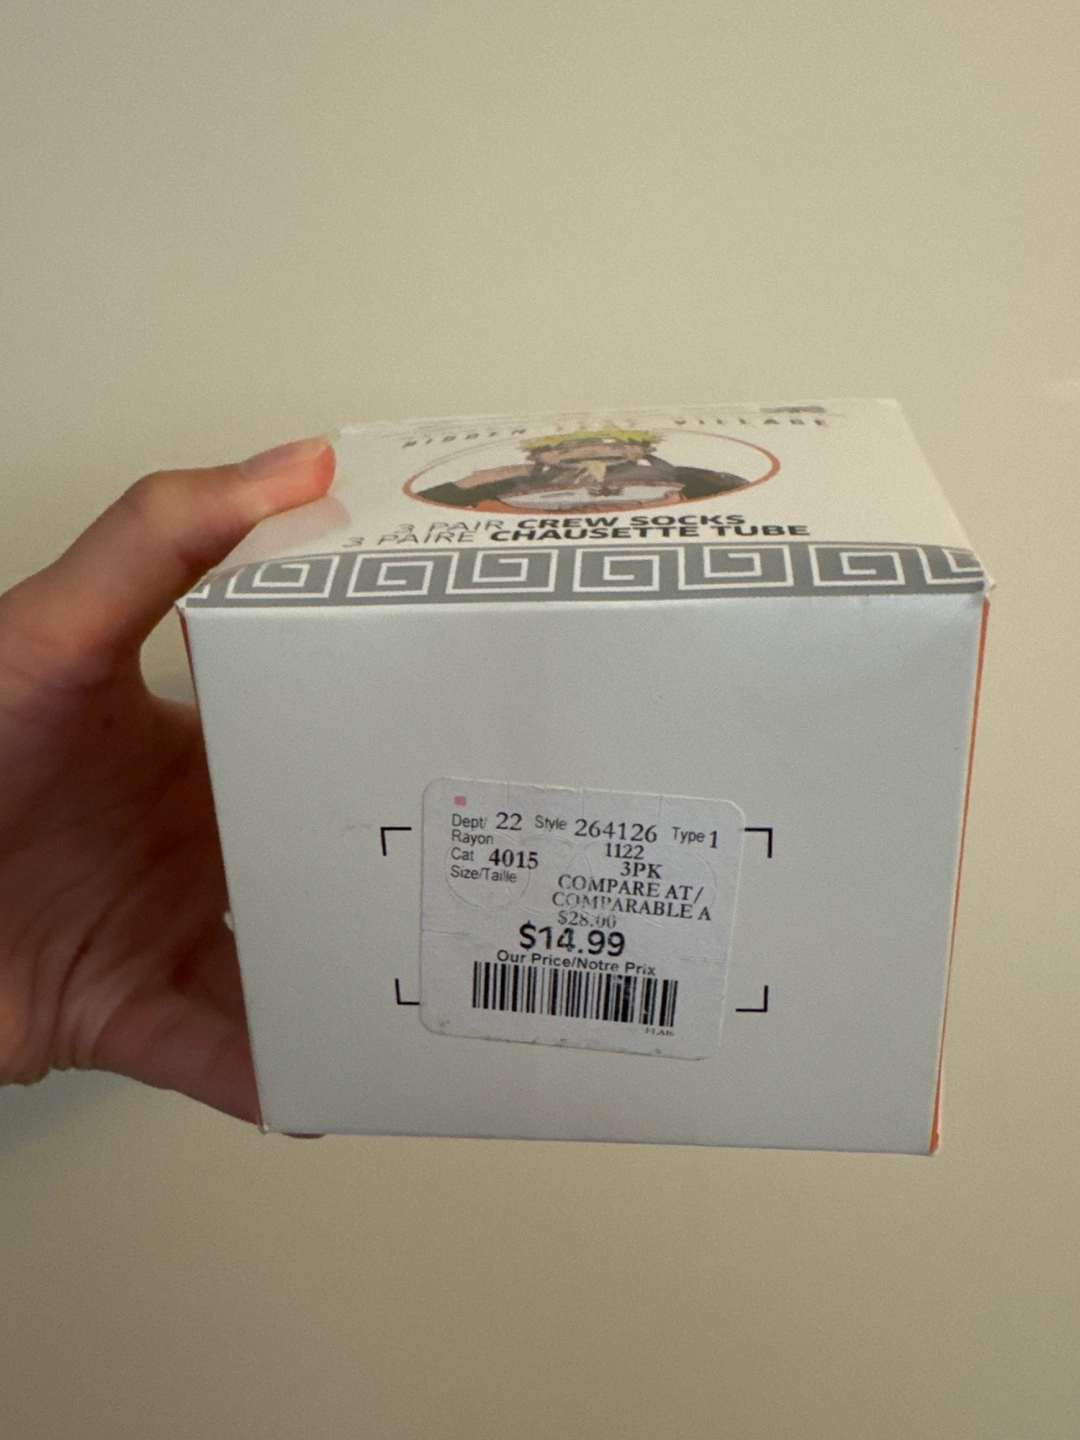 HIDDEN LEAF VILLAGE
3 PAIR CREW SOCKS
3 PAIRE CHAUSETTE TUBE
Dept/ 22 Style 264126 Type 1
Rayon
1122
Cat 4015
3PK
Size/Taille
COMPARE AT/
COMPARABLE A
$28.00
$14.99
Our Price/Notre Prix